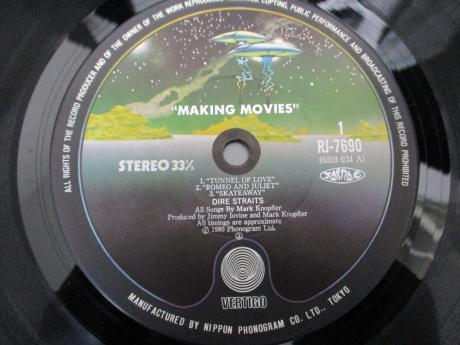 ALL RIGHTS OF THE RECORD PRODUCER AND OF THE OWNER OF THE WORK REPRODUCED COPYING, PUBLIC PERFORMANCE AND BROADCASTING OF THIS RECORD PROHIBITED
"MAKING MOVIES"
1
RJ-7690
(6359 034 A)
STEREO 33⅓
1. "TUNNEL OF LOVE"
2. "ROMEO AND JULIET"
3. "SKATEAWAY"
DIRE STRAITS
All Songs By Mark Knopfler
Produced by Jimmy Iovine and Mark Knopfler
All timings are approximate
℗ 1980 Phonogram Ltd.
VERTIGO
MANUFACTURED BY NIPPON PHONOGRAM CO. LTD., TOKYO